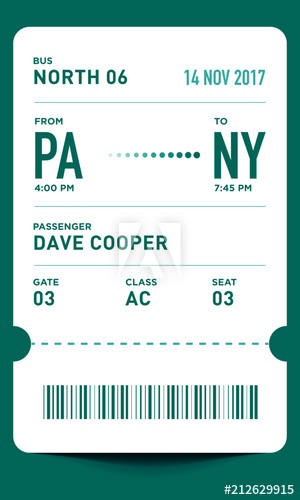 BUS
NORTH 06 14 NOV 2017
FROM TO
PA NY
4:00 PM 7:45 PM
PASSENGER
DAVE COOPER
GATE CLASS SEAT
03 AC 03
#212629915